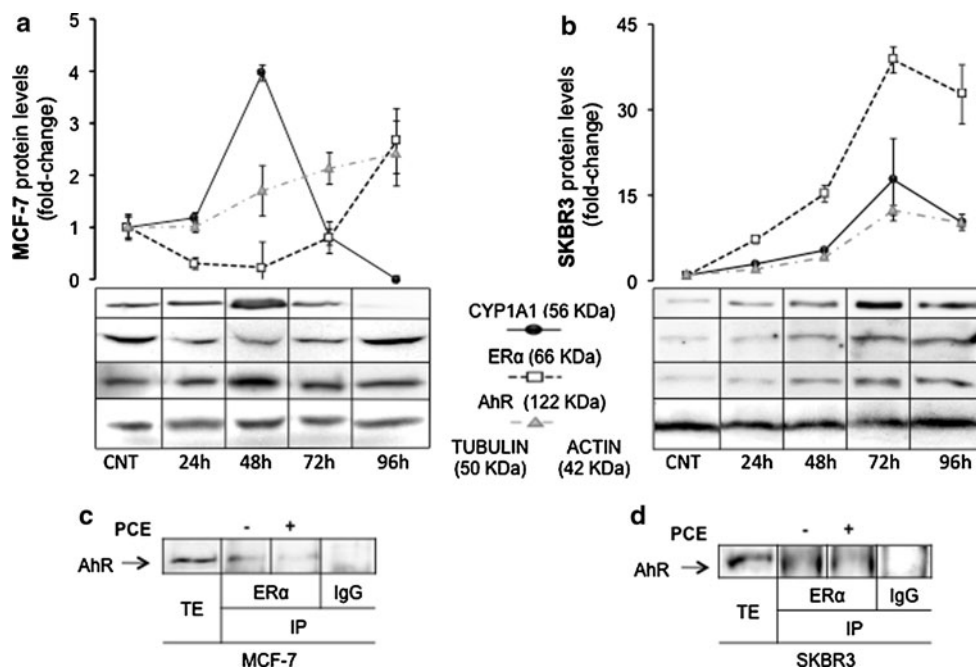 a
MCF-7 protein levels
(fold-change)
5
4
3
2
1
0
CNT 24h 48h 72h 96h
CYP1A1 (56 KDa)
ERα (66 KDa)
AhR (122 KDa)
TUBULIN
(50 KDa)
ACTIN
(42 KDa)
b
SKBR3 protein levels
(fold-change)
45
30
15
0
CNT 24h 48h 72h 96h
c
PCE - +
AhR
TE
ERα
IgG
IP
MCF-7
d
PCE - +
AhR
TE
ERα
IgG
IP
SKBR3